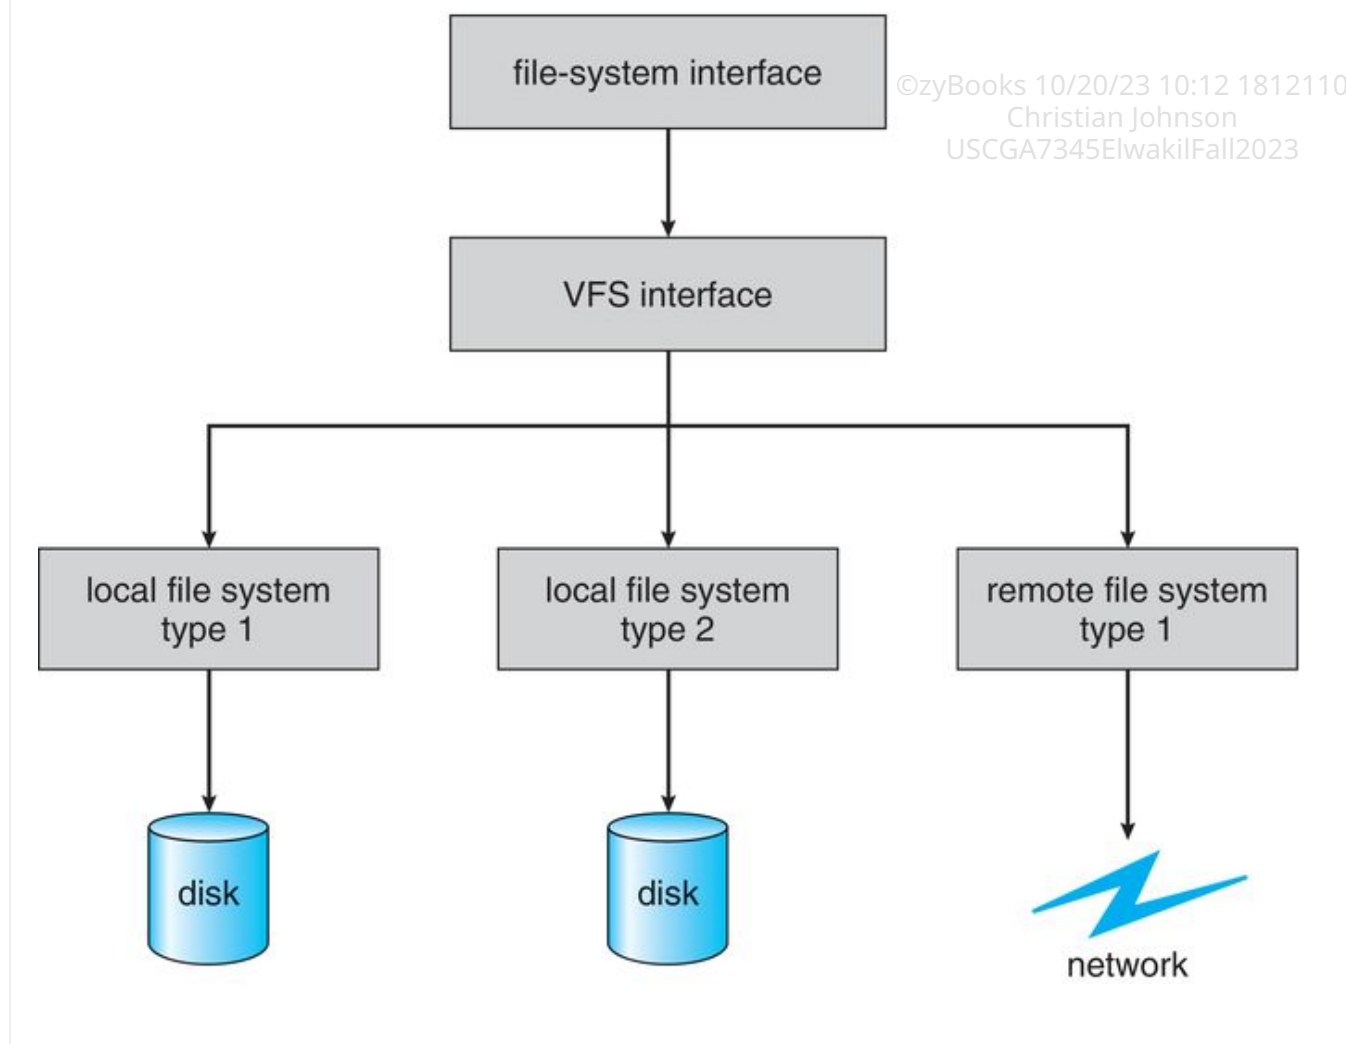 file-system interface
©zyBooks 10/20/23 10:12 1812110
Christian Johnson
USCGA7345ElwakilFall2023
VFS interface
local file system
type 1
local file system
type 2
remote file system
type 1
disk
disk
network